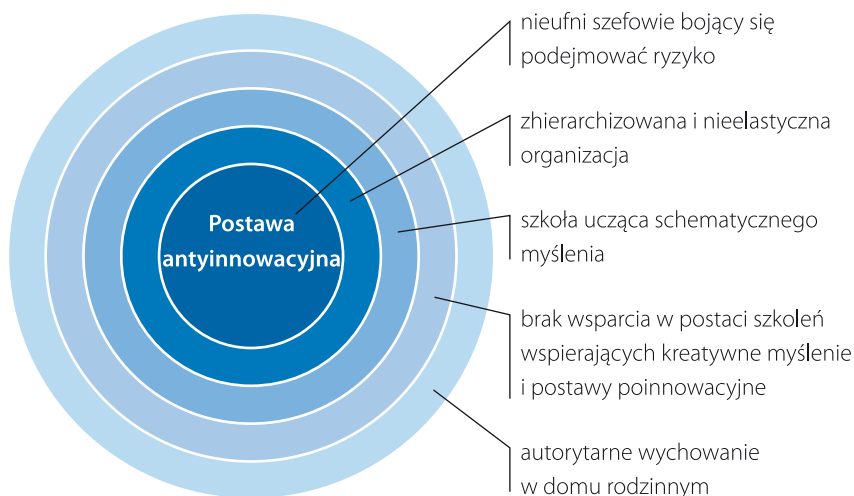 nieufni szefowie bojący się
podejmować ryzyko
zhierarchizowana i nieelastyczna
organizacja
Postawa
antyinnowacyjna
szkoła ucząca schematycznego
myślenia
brak wsparcia w postaci szkoleń
wspierających kreatywne myślenie
i postawy poinnowacyjne
autorytarne wychowanie
w domu rodzinnym